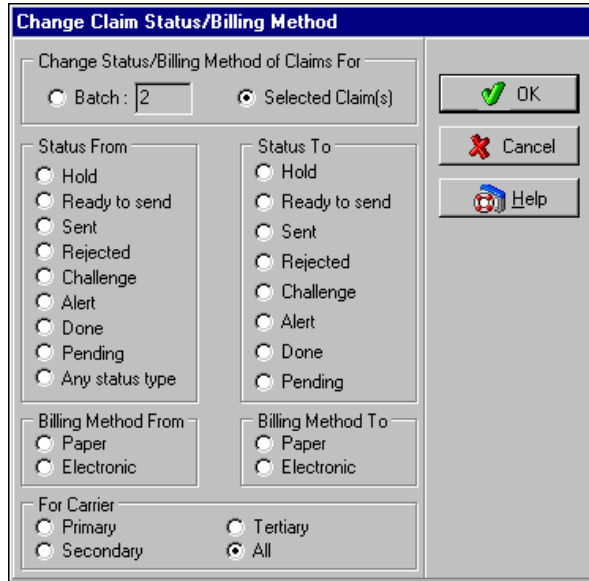 Change Claim Status/Billing Method
Change Status/Billing Method of Claims For
Batch : 2
Selected Claim(s)
Status From
Hold
Ready to send
Sent
Rejected
Challenge
Alert
Done
Pending
Any status type
Status To
Hold
Ready to send
Sent
Rejected
Challenge
Alert
Done
Pending
Billing Method From
Paper
Electronic
Billing Method To
Paper
Electronic
For Carrier
Primary
Secondary
Tertiary
All
OK
Cancel
Help